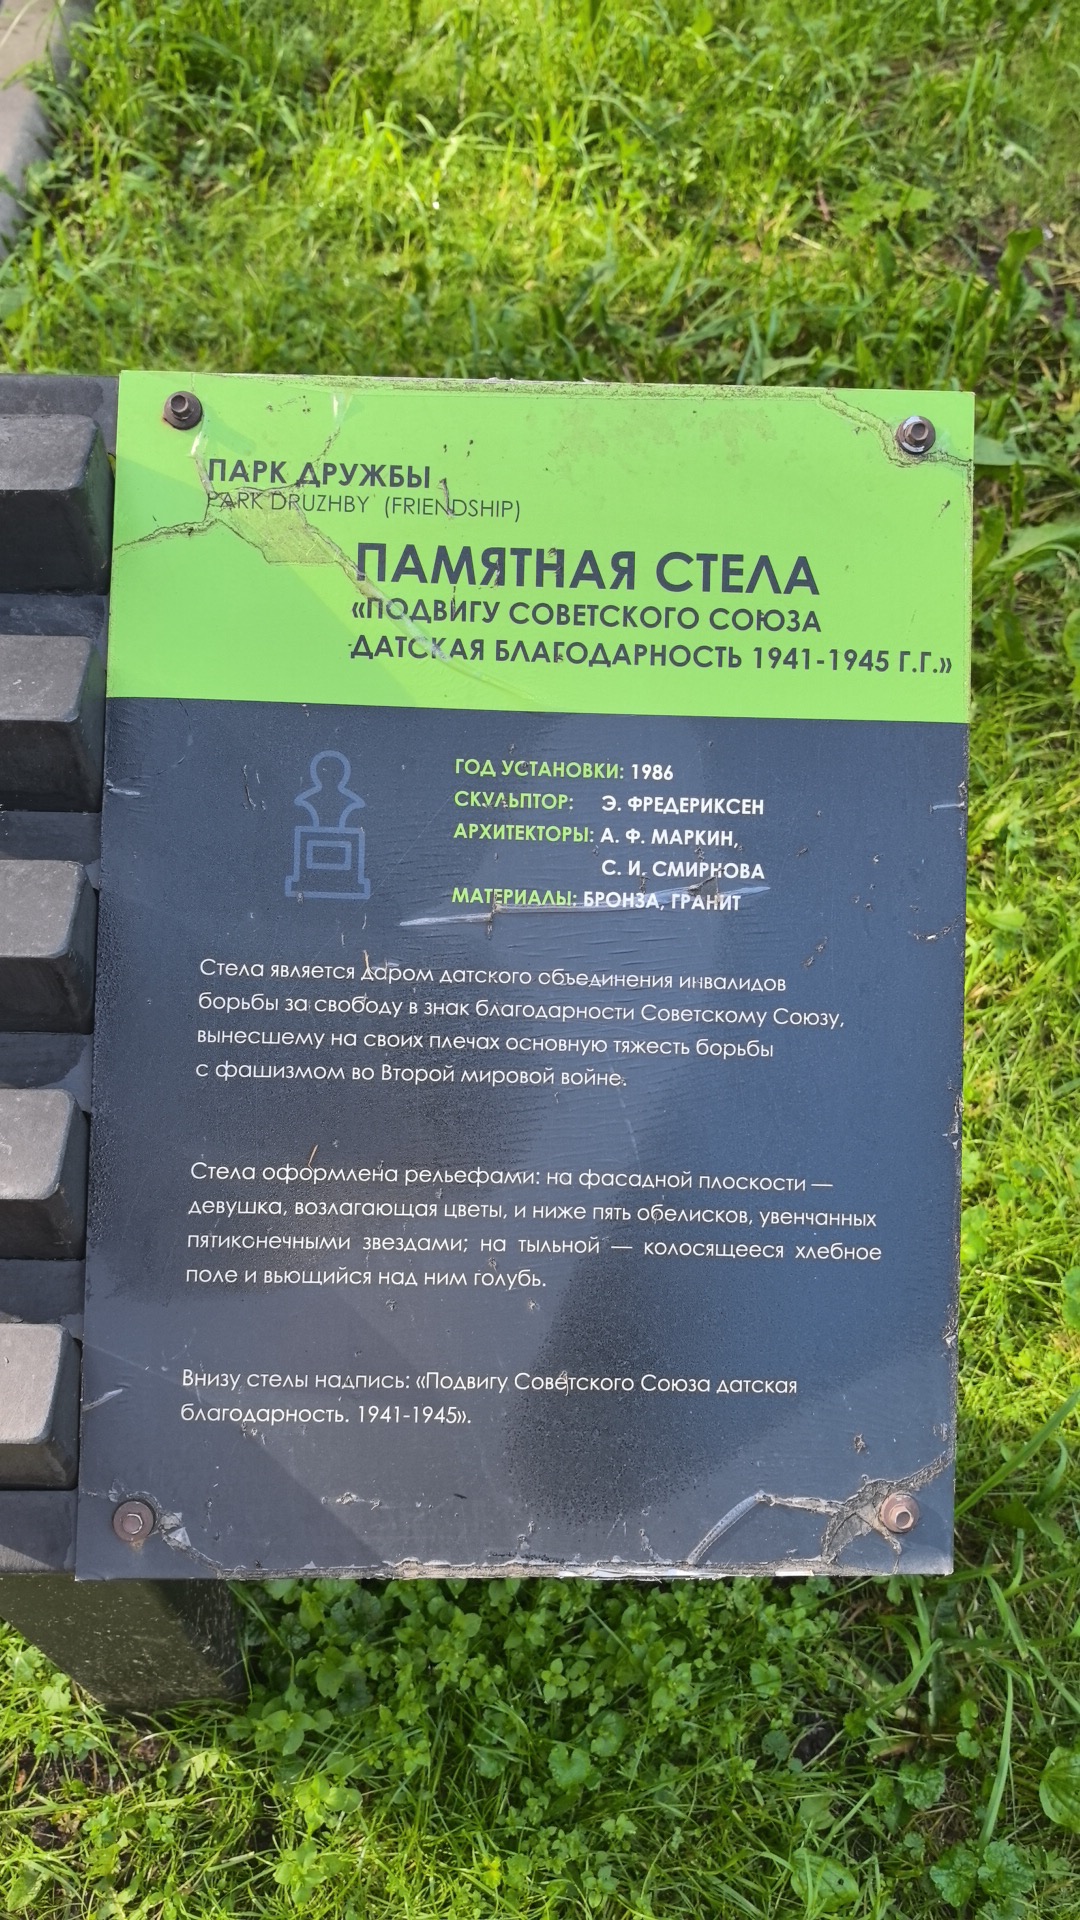 ПАРК ДРУЖБЫ
PARK DRUZHBY (FRIENDSHIP)
ПАМЯТНАЯ СТЕЛА
«ПОДВИГУ СОВЕТСКОГО СОЮЗА
ДАТСКАЯ БЛАГОДАРНОСТЬ 1941-1945 Г.Г.»
ГОД УСТАНОВКИ: 1986
СКУЛЬПТОР: Э. ФРЕДЕРИКСЕН
АРХИТЕКТОРЫ: А. Ф. МАРКИН,
С. И. СМИРНОВА
МАТЕРИАЛЫ: БРОНЗА, ГРАНИТ
Стела является даром датского объединения инвалидов
борьбы за свободу в знак благодарности Советскому Союзу,
вынесшему на своих плечах основную тяжесть борьбы
с фашизмом во Второй мировой войне.
Стела оформлена рельефами: на фасадной плоскости —
девушка, возлагающая цветы, и ниже пять обелисков, увенчанных
пятиконечными звездами; на тыльной — колосящееся хлебное
поле и вьющийся над ним голубь.
Внизу стелы надпись: «Подвигу Советского Союза датская
благодарность. 1941-1945».